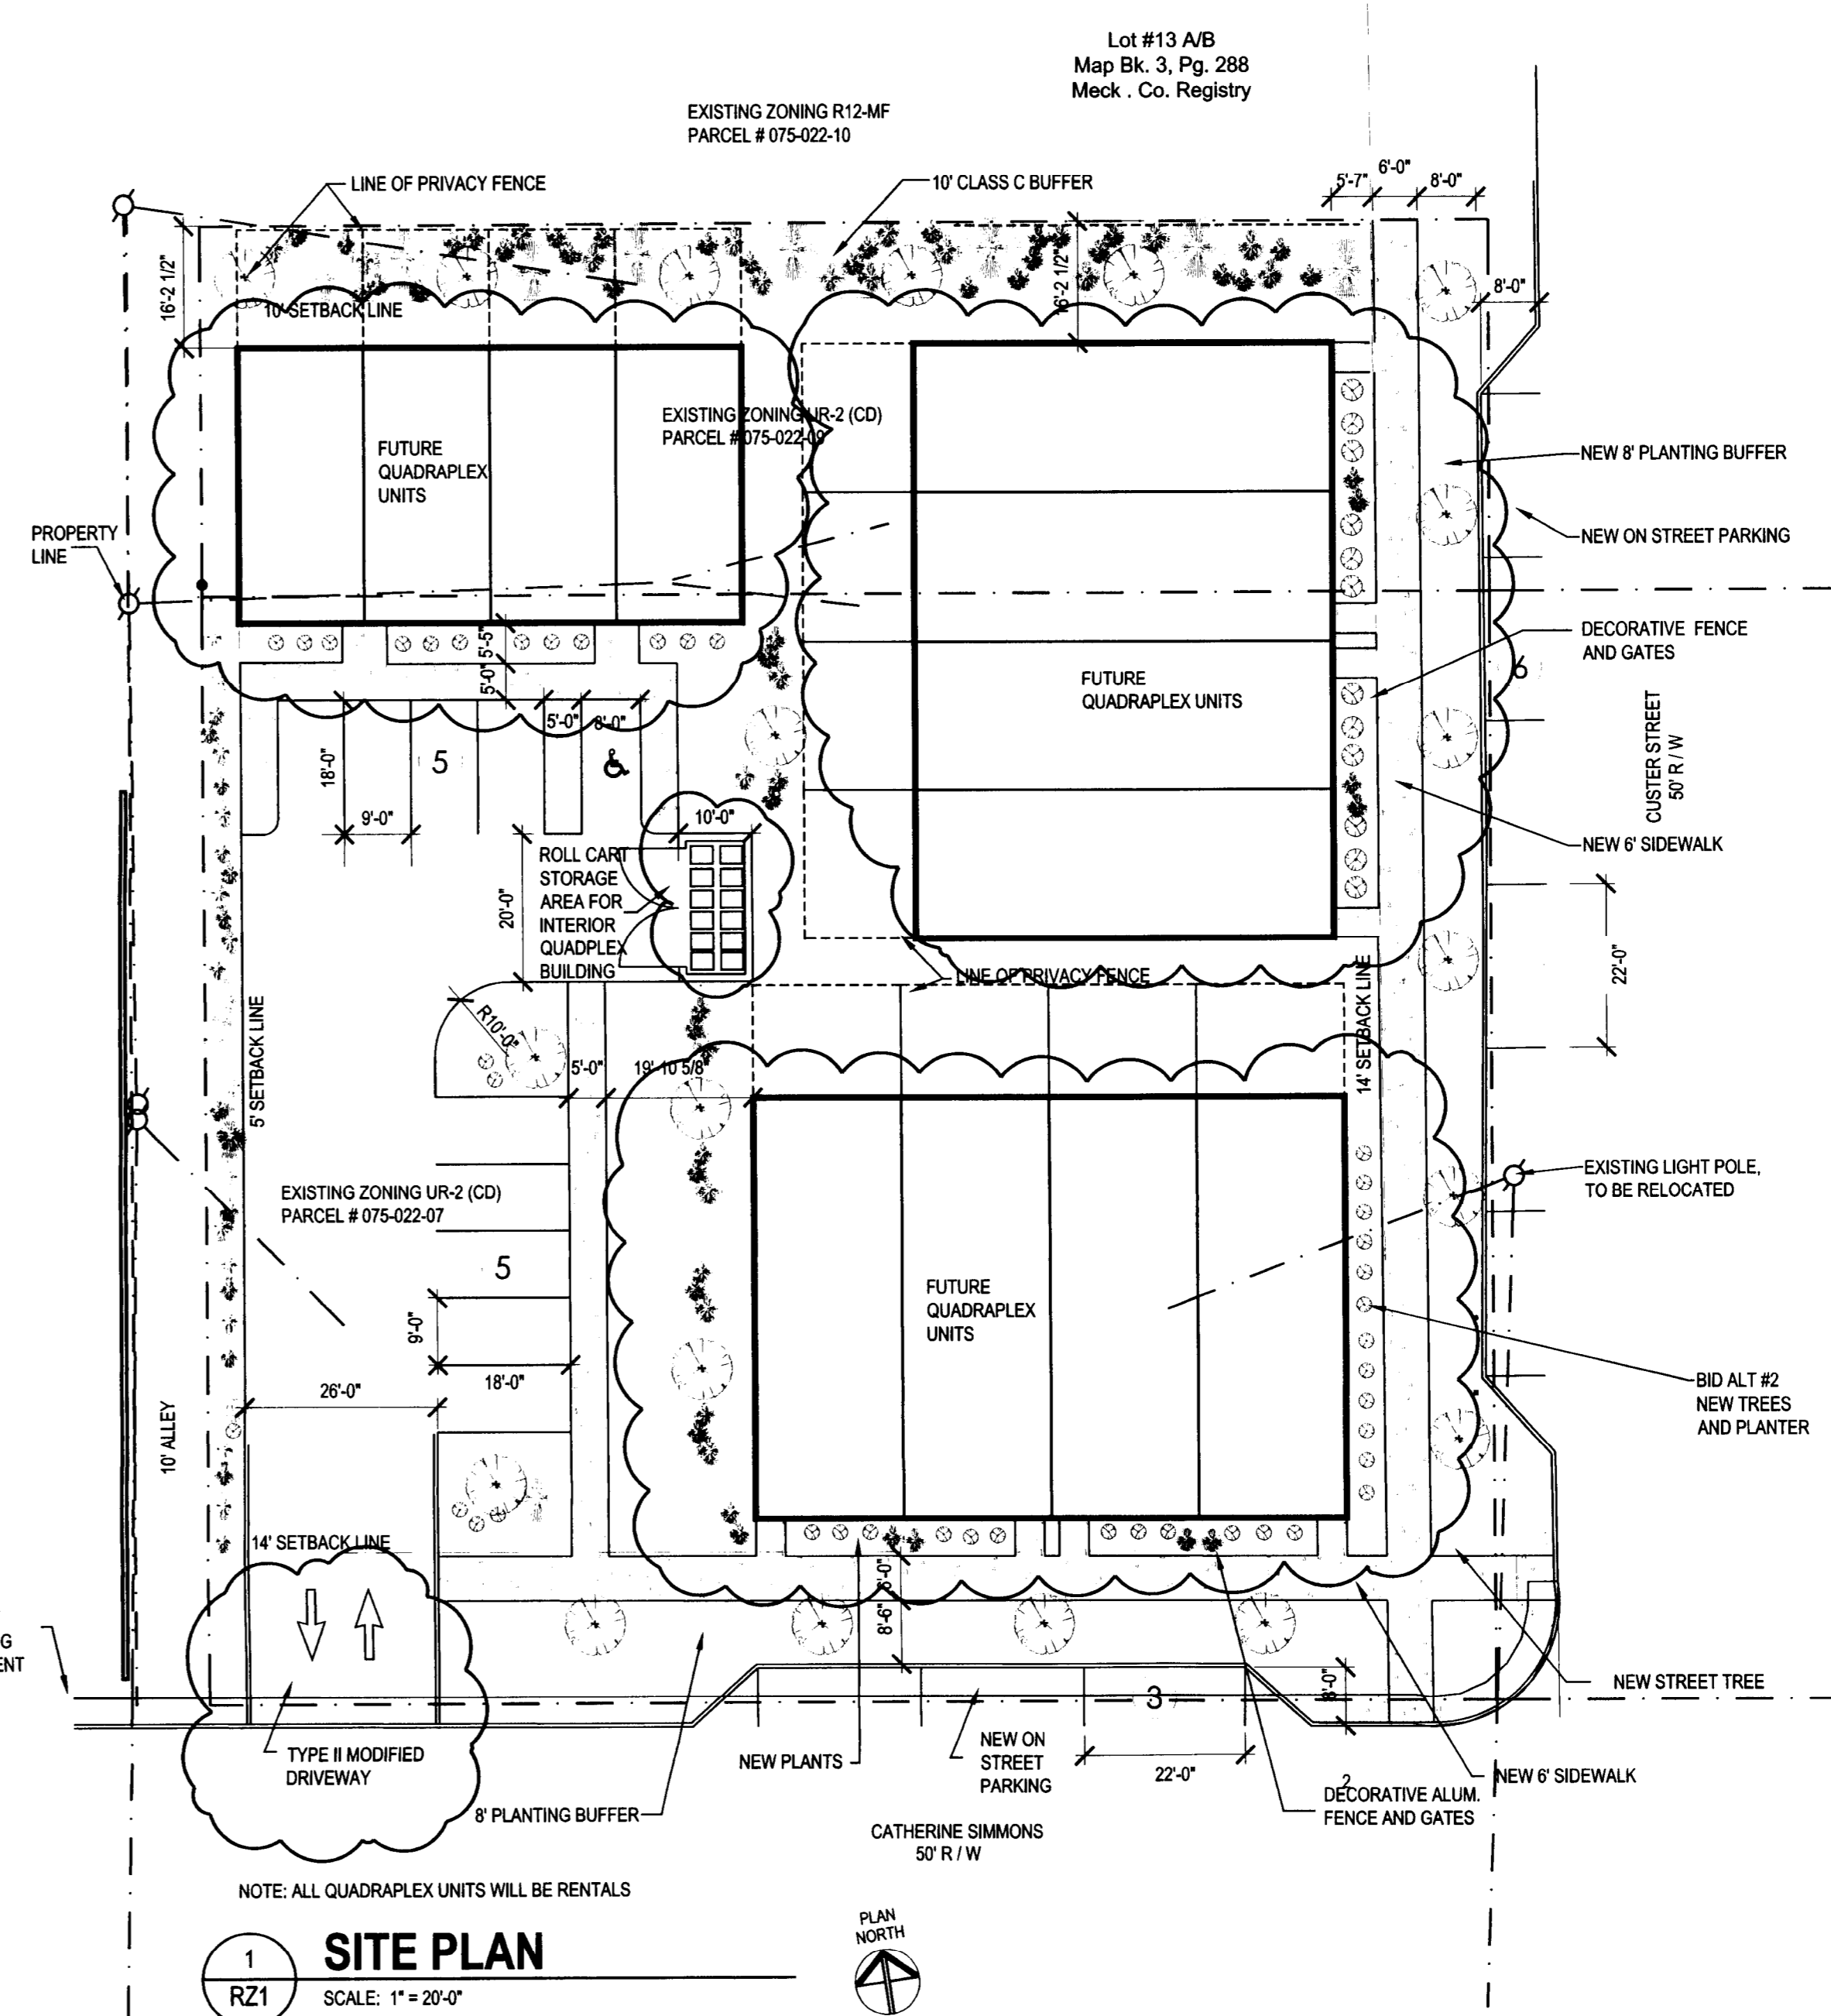 Lot #13 A/B
Map Bk. 3, Pg. 288
Meck . Co. Registry
EXISTING ZONING R12-MF
PARCEL # 075-022-10
LINE OF PRIVACY FENCE
10' CLASS C BUFFER
5'-7"
6'-0"
8'-0"
16'-2 1/2"
16'-2 1/2"
8'-0"
10' SETBACK LINE
EXISTING ZONING UR-2 (CD)
PARCEL # 075-022-09
FUTURE
QUADRAPLEX
UNITS
NEW 8' PLANTING BUFFER
PROPERTY
LINE
NEW ON STREET PARKING
DECORATIVE FENCE
AND GATES
5'-5"
5'-0"
6
FUTURE
QUADRAPLEX UNITS
CUSTER STREET
50' R / W
5'-0"
8'-0"
18'-0"
5
9'-0"
10'-0"
NEW 6' SIDEWALK
ROLL CART
STORAGE
AREA FOR
INTERIOR
QUADPLEX
BUILDING
20'-0"
22'-0"
LINE OF PRIVACY FENCE
5' SETBACK LINE
R10'-0"
14' SETBACK LINE
5'-0"
19'-10 5/8"
EXISTING ZONING UR-2 (CD)
PARCEL # 075-022-07
EXISTING LIGHT POLE,
TO BE RELOCATED
5
FUTURE
QUADRAPLEX
UNITS
9'-0"
18'-0"
26'-0"
BID ALT #2
NEW TREES
AND PLANTER
10' ALLEY
14' SETBACK LINE
6'-0"
8'-6"
G
ENT
8'-0"
3
NEW STREET TREE
TYPE II MODIFIED
DRIVEWAY
NEW PLANTS
NEW ON
STREET
PARKING
22'-0"
2
NEW 6' SIDEWALK
DECORATIVE ALUM.
FENCE AND GATES
8' PLANTING BUFFER
CATHERINE SIMMONS
50' R / W
NOTE: ALL QUADRAPLEX UNITS WILL BE RENTALS
PLAN
NORTH
1
RZ1
SITE PLAN
SCALE: 1" = 20'-0"